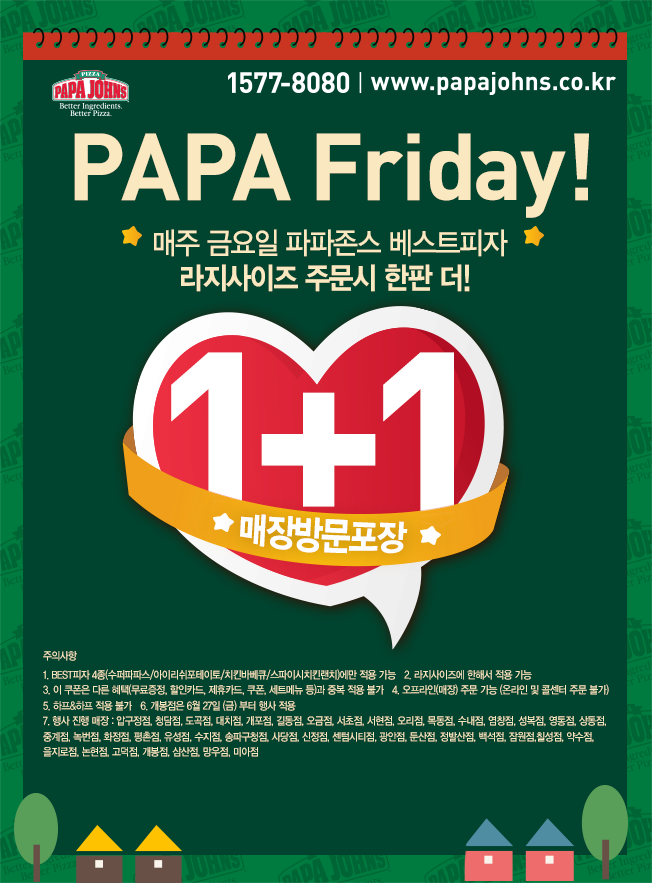 PIZZA
PAPA JOHNS
Better Ingredients.
Better Pizza.
1577-8080 | www.papajohns.co.kr
PAPA Friday!
매주 금요일 파파존스 베스트피자
라지사이즈 주문시 한판 더!
1+1
매장방문포장
주의사항
1. BEST피자 4종(수퍼파파스/아이리쉬포테이토/치킨바베큐/스파이시치킨랜치)에만 적용 가능 2. 라지사이즈에 한해서 적용 가능
3. 이 쿠폰은 다른 혜택(무료증정, 할인카드, 제휴카드, 쿠폰, 세트메뉴 등)과 중복 적용 불가 4. 오프라인(매장) 주문 가능 (온라인 및 콜센터 주문 불가)
5. 하프&하프 적용 불가 6. 개봉점은 6월 27일 (금) 부터 행사 적용
7. 행사 진행 매장 : 압구정점, 청담점, 도곡점, 대치점, 개포점, 길동점, 오금점, 서초점, 서현점, 오리점, 목동점, 수내점, 염창점, 성북점, 영동점, 상동점,
중계점, 녹번점, 화정점, 평촌점, 유성점, 수지점, 송파구청점, 사당점, 신정점, 센텀시티점, 광안점, 둔산점, 정발산점, 백석점, 잠원점,칠성점, 약수점,
을지로점, 논현점, 고덕점, 개봉점, 삼산점, 망우점, 미아점